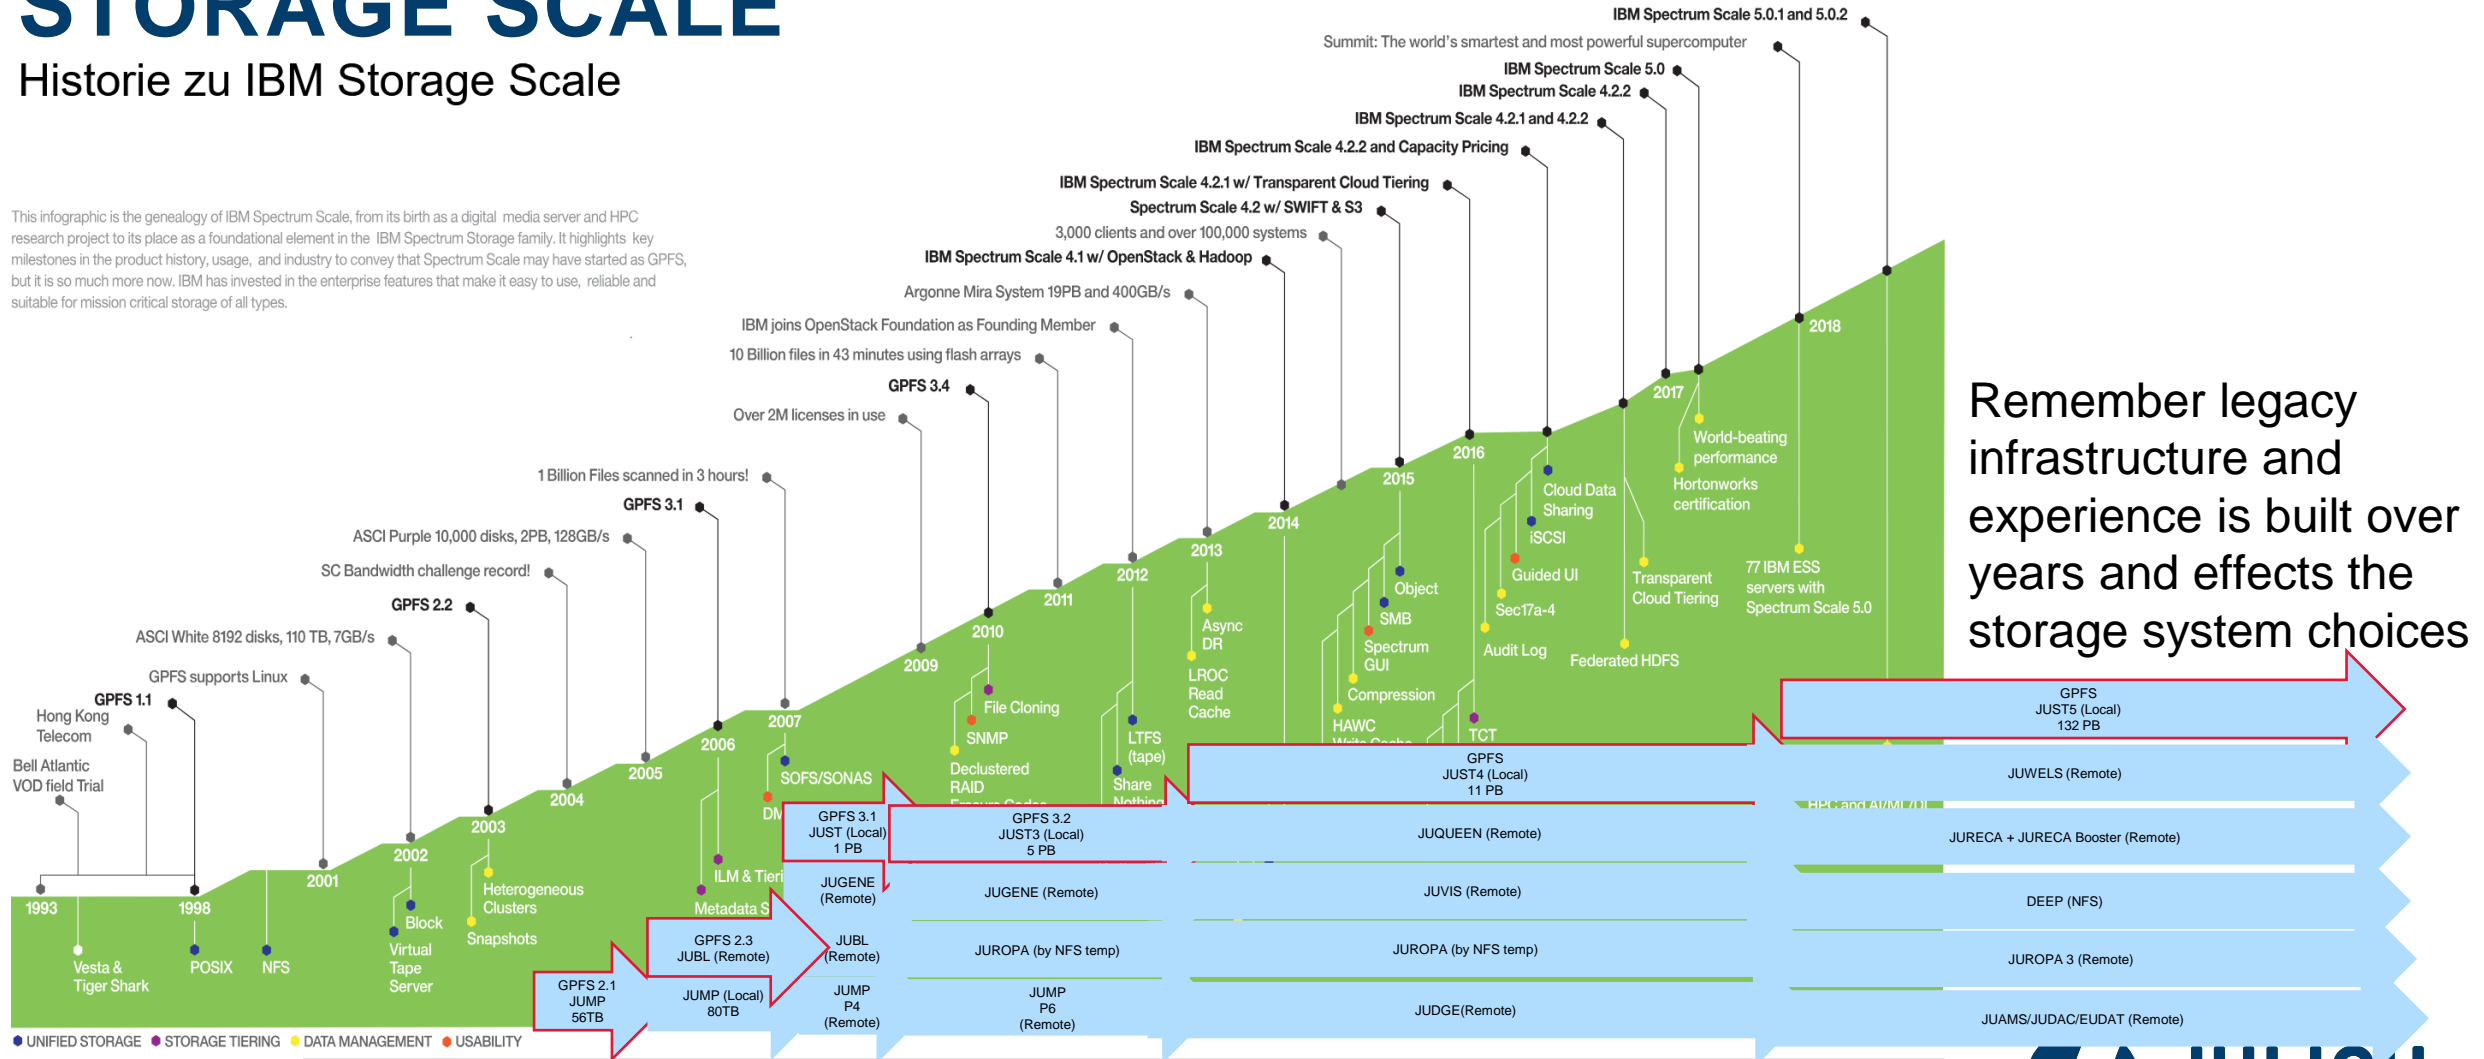 STORAGE SCALE
Historie zu IBM Storage Scale
This infographic is the genealogy of IBM Spectrum Scale, from its birth as a digital media server and HPC
research project to its place as a foundational element in the IBM Spectrum Storage family. It highlights key
milestones in the product history, usage, and industry to convey that Spectrum Scale may have started as GPFS,
but it is so much more now. IBM has invested in the enterprise features that make it easy to use, reliable and
suitable for mission critical storage of all types.
IBM Spectrum Scale 5.0.1 and 5.0.2
Summit: The world's smartest and most powerful supercomputer
IBM Spectrum Scale 5.0
IBM Spectrum Scale 4.2.2
IBM Spectrum Scale 4.2.1 and 4.2.2
IBM Spectrum Scale 4.2.2 and Capacity Pricing
IBM Spectrum Scale 4.2.1 w/ Transparent Cloud Tiering
Spectrum Scale 4.2 w/ SWIFT & S3
3,000 clients and over 100,000 systems
IBM Spectrum Scale 4.1 w/ OpenStack & Hadoop
Argonne Mira System 19PB and 400GB/s
IBM joins OpenStack Foundation as Founding Member
10 Billion files in 43 minutes using flash arrays
GPFS 3.4
Over 2M licenses in use
1 Billion Files scanned in 3 hours!
GPFS 3.1
ASCI Purple 10,000 disks, 2PB, 128GB/s
SC Bandwidth challenge record!
GPFS 2.2
ASCI White 8192 disks, 110 TB, 7GB/s
GPFS supports Linux
GPFS 1.1
Hong Kong
Telecom
Bell Atlantic
VOD field Trial
1993
1998
2001
2002
2003
2004
2005
2006
2007
2009
2010
2011
2012
2013
2014
2015
2016
2017
2018
Vesta &
Tiger Shark
POSIX
NFS
Block
Virtual
Tape
Server
Heterogeneous
Clusters
Snapshots
ILM & Tieri
Metadata S
SOFS/SONAS
DM
File Cloning
SNMP
Declustered
RAID
Erasure Codes
LTFS
(tape)
Share
Nothing
Async
DR
LROC
Read
Cache
Object
SMB
Spectrum
GUI
Compression
HAWC
Write Cache
TCT
Cloud Data
Sharing
iSCSI
Guided UI
Sec17a-4
Audit Log
Transparent
Cloud Tiering
Federated HDFS
World-beating
performance
Hortonworks
certification
77 IBM ESS
servers with
Spectrum Scale 5.0
HPC and AI/ML/DL
Remember legacy
infrastructure and
experience is built over
years and effects the
storage system choices
GPFS 2.1
JUMP
56TB
GPFS 2.3
JUBL (Remote)
JUMP (Local)
80TB
GPFS 3.1
JUST (Local)
1 PB
JUGENE
(Remote)
JUBL
(Remote)
JUMP
P4
(Remote)
GPFS 3.2
JUST3 (Local)
5 PB
JUGENE (Remote)
JUROPA (by NFS temp)
JUMP
P6
(Remote)
GPFS
JUST4 (Local)
11 PB
JUQUEEN (Remote)
JUVIS (Remote)
JUROPA (by NFS temp)
JUDGE(Remote)
GPFS
JUST5 (Local)
132 PB
JUWELS (Remote)
JURECA + JURECA Booster (Remote)
DEEP (NFS)
JUROPA 3 (Remote)
JUAMS/JUDAC/EUDAT (Remote)
UNIFIED STORAGE
STORAGE TIERING
DATA MANAGEMENT
USABILITY